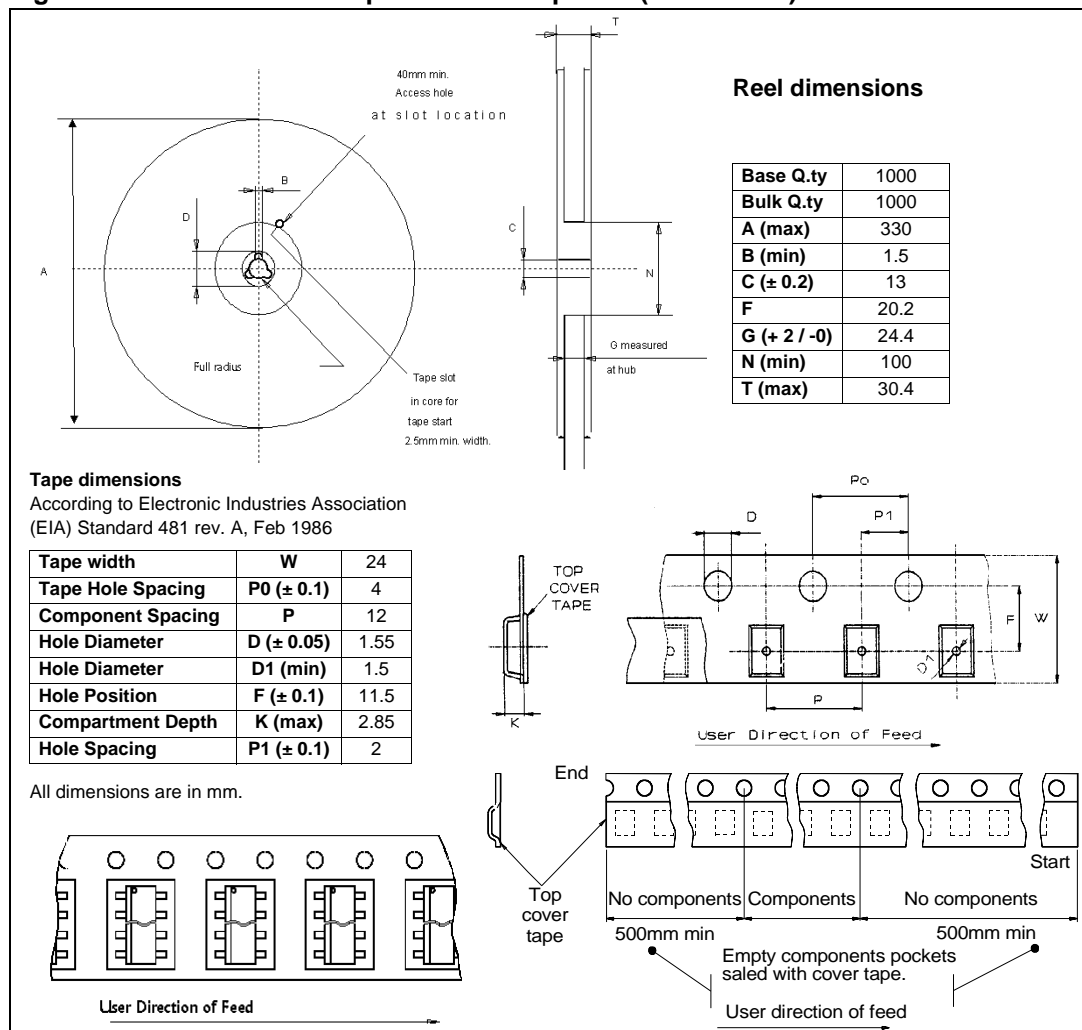 T
40mm min.
Access hole
at slot location
Reel dimensions
B
D
C
A
N
Base Q.ty 1000
Bulk Q.ty 1000
A (max) 330
B (min) 1.5
C (± 0.2) 13
F 20.2
G (+ 2 / -0) 24.4
N (min) 100
T (max) 30.4
G measured
at hub
Full radius
Tape slot
in core for
tape start
2.5mm min. width.
Tape dimensions
According to Electronic Industries Association
(EIA) Standard 481 rev. A, Feb 1986
Tape width W 24
Tape Hole Spacing P0 (± 0.1) 4
Component Spacing P 12
Hole Diameter D (± 0.05) 1.55
Hole Diameter D1 (min) 1.5
Hole Position F (± 0.1) 11.5
Compartment Depth K (max) 2.85
Hole Spacing P1 (± 0.1) 2
All dimensions are in mm.
Po
D
P1
TOP
COVER
TAPE
F
W
D1
P
K
User Direction of Feed
End
Start
Top
cover
tape
No components Components No components
500mm min 500mm min
Empty components pockets
saled with cover tape.
User direction of feed
User Direction of Feed